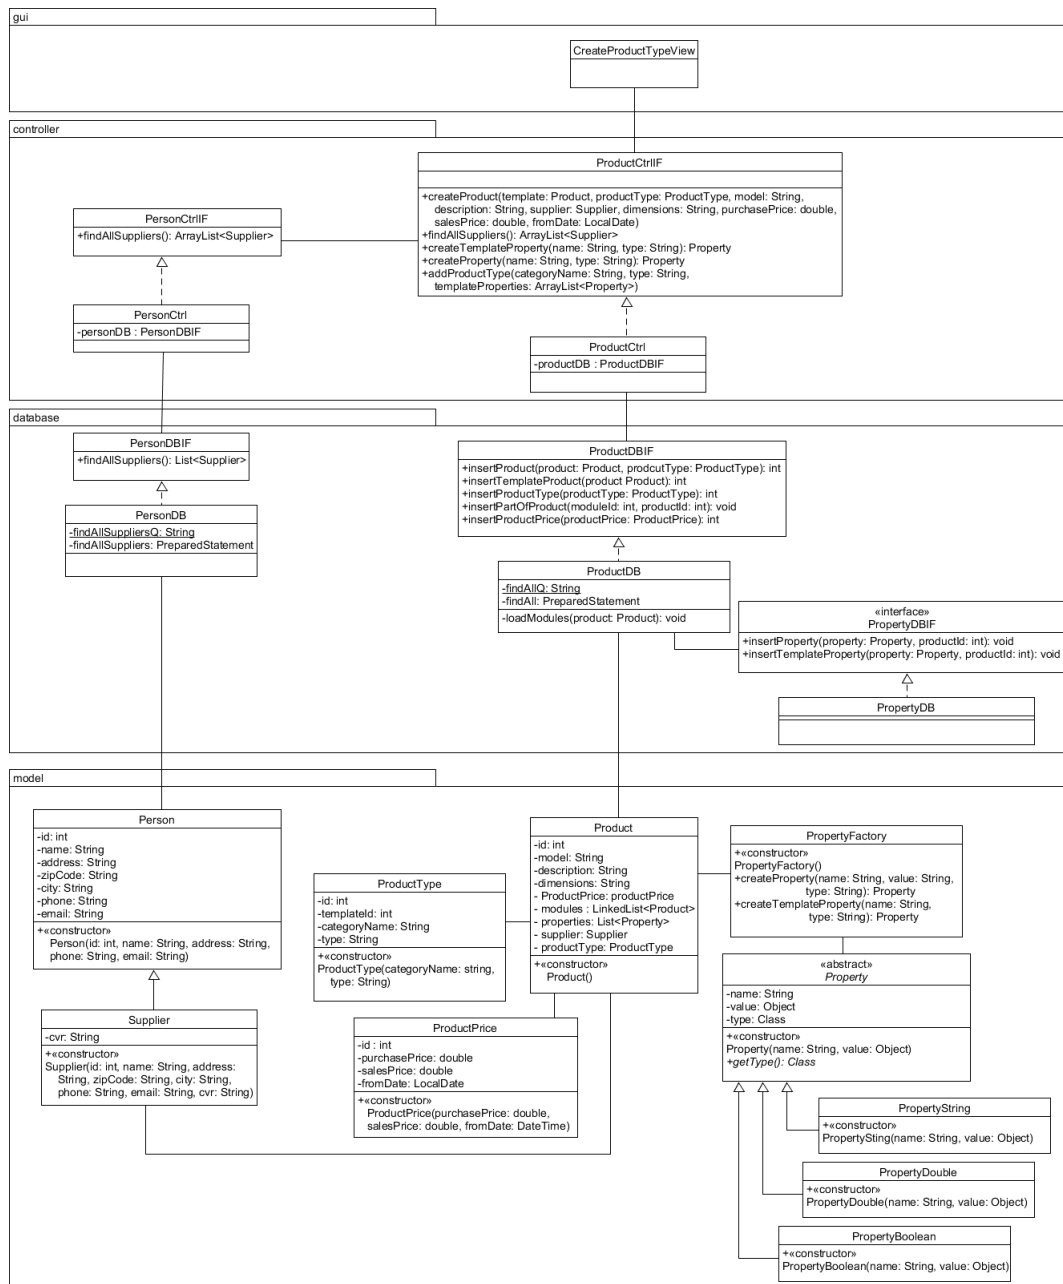 gui
CreateProductTypeView
controller
ProductCtrlIF
+createProduct(template: Product, productType: ProductType, model: String,
description: String, supplier: Supplier, dimensions: String, purchasePrice: double,
salesPrice: double, fromDate: LocalDate)
+findAllSuppliers(): ArrayList<Supplier>
+createTemplateProperty(name: String, type: String): Property
+createProperty(name: String, type: String): Property
+addProductType(categoryName: String, type: String,
templateProperties: ArrayList<Property>)
PersonCtrlIF
+findAllSuppliers(): ArrayList<Supplier>
PersonCtrl
-personDB : PersonDBIF
ProductCtrl
-productDB : ProductDBIF
database
PersonDBIF
+findAllSuppliers(): List<Supplier>
PersonDB
-findAllSuppliersQ: String
-findAllSuppliers: PreparedStatement
ProductDBIF
+insertProduct(product: Product, prodcutType: ProductType): int
+insertTemplateProduct(product Product): int
+insertProductType(productType: ProductType): int
+insertPartOfProduct(moduleId: int, productId: int): void
+insertProductPrice(productPrice: ProductPrice): int
ProductDB
-findAllQ: String
-findAll: PreparedStatement
-loadModules(product: Product): void
«interface»
PropertyDBIF
+insertProperty(property: Property, productId: int): void
+insertTemplateProperty(property: Property, productId: int): void
PropertyDB
model
Person
-id: int
-name: String
-address: String
-zipCode: String
-city: String
-phone: String
-email: String
+«constructor»
Person(id: int, name: String, address: String,
phone: String, email: String)
Supplier
-cvr: String
+«constructor»
Supplier(id: int, name: String, address:
String, zipCode: String, city: String,
phone: String, email: String, cvr: String)
ProductType
-id: int
-templateId: int
-categoryName: String
-type: String
+«constructor»
ProductType(categoryName: string,
type: String)
ProductPrice
-id : int
-purchasePrice: double
-salesPrice: double
-fromDate: LocalDate
+«constructor»
ProductPrice(purchasePrice: double,
salesPrice: double, fromDate: DateTime)
Product
-id: int
-model: String
-description: String
-dimensions: String
- ProductPrice: productPrice
- modules : LinkedList<Product>
- properties: List<Property>
- supplier: Supplier
- productType: ProductType
+«constructor»
Product()
PropertyFactory
+«constructor»
PropertyFactory()
+createProperty(name: String, value: String,
type: String): Property
+createTemplateProperty(name: String,
type: String): Property
«abstract»
Property
-name: String
-value: Object
-type: Class
+«constructor»
Property(name: String, value: Object)
+getType(): Class
PropertyString
+«constructor»
PropertySting(name: String, value: Object)
PropertyDouble
+«constructor»
PropertyDouble(name: String, value: Object)
PropertyBoolean
+«constructor»
PropertyBoolean(name: String, value: Object)